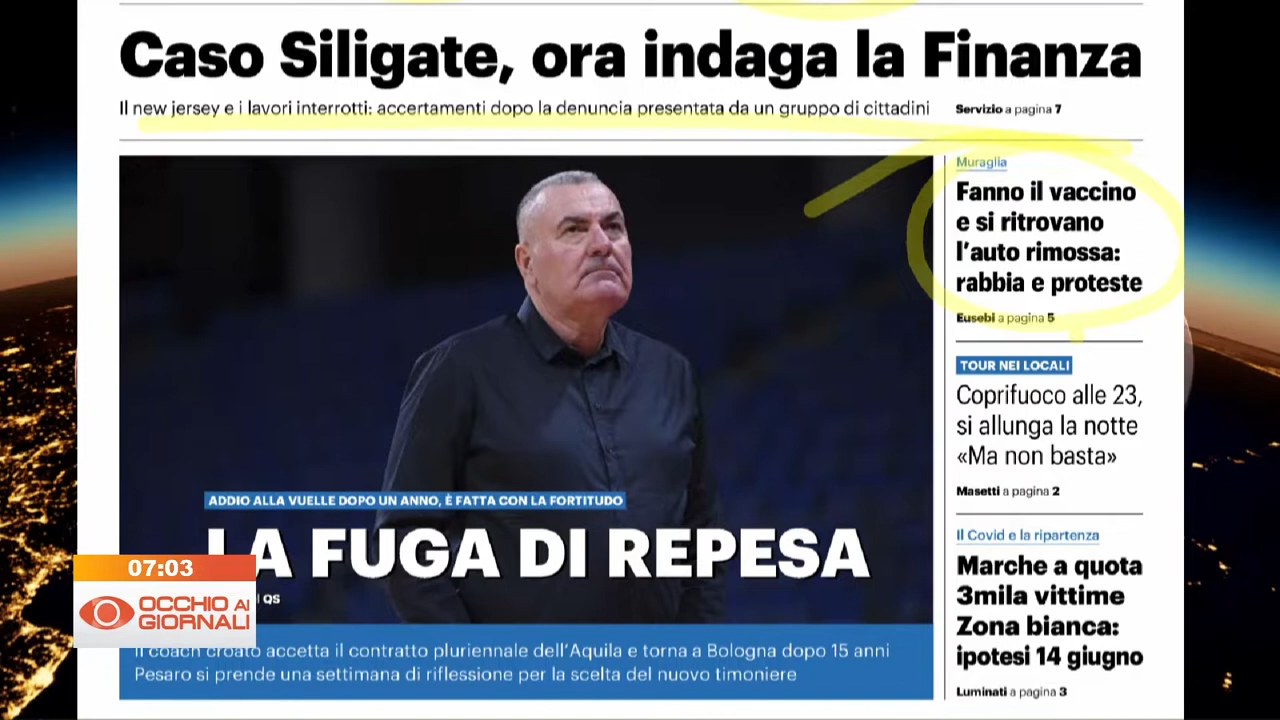 Caso Siligate, ora indaga la Finanza
Il new jersey e i lavori interrotti: accertamenti dopo la denuncia presentata da un gruppo di cittadini
Servizio a pagina 7
Muraglia
Fanno il vaccino
e si ritrovano
l'auto rimossa:
rabbia e proteste
Eusebi a pagina 5
TOUR NEI LOCALI
Coprifuoco alle 23,
si allunga la notte
«Ma non basta»
Masetti a pagina 2
Il Covid e la ripartenza
Marche a quota
3mila vittime
Zona bianca:
ipotesi 14 giugno
Luminati a pagina 3
ADDIO ALLA VUELLE DOPO UN ANNO, È FATTA CON LA FORTITUDO
LA FUGA DI REPESA
QS
Il coach croato accetta il contratto pluriennale dell'Aquila e torna a Bologna dopo 15 anni
Pesaro si prende una settimana di riflessione per la scelta del nuovo timoniere
07:03
OCCHIO AI
GIORNALI